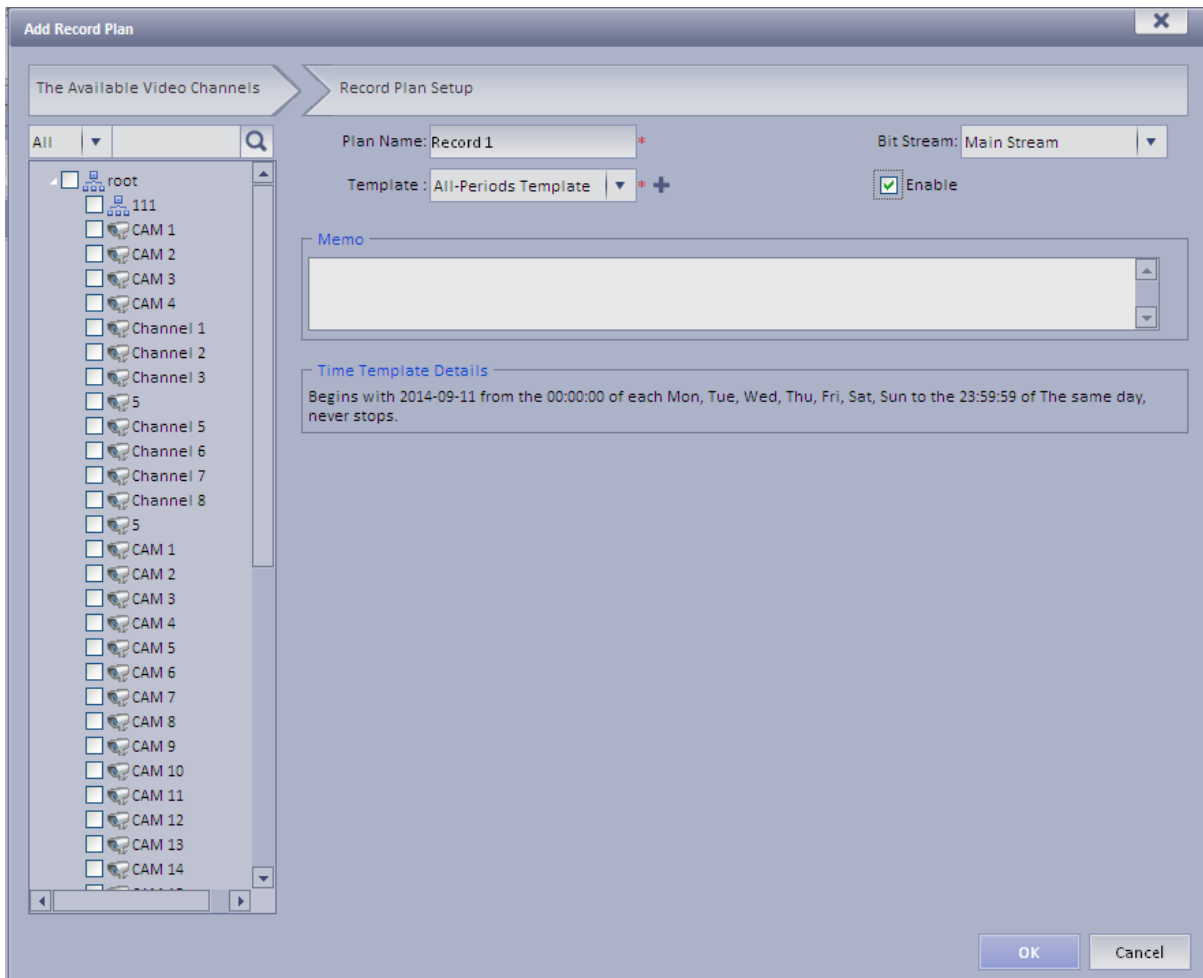 Add Record Plan
The Available Video Channels
Record Plan Setup
All
root
111
CAM 1
CAM 2
CAM 3
CAM 4
Channel 1
Channel 2
Channel 3
5
Channel 5
Channel 6
Channel 7
Channel 8
5
CAM 1
CAM 2
CAM 3
CAM 4
CAM 5
CAM 6
CAM 7
CAM 8
CAM 9
CAM 10
CAM 11
CAM 12
CAM 13
CAM 14
Plan Name: Record 1 *
Bit Stream: Main Stream
Template : All-Periods Template *
Enable
Memo
Time Template Details
Begins with 2014-09-11 from the 00:00:00 of each Mon, Tue, Wed, Thu, Fri, Sat, Sun to the 23:59:59 of The same day,
never stops.
OK
Cancel